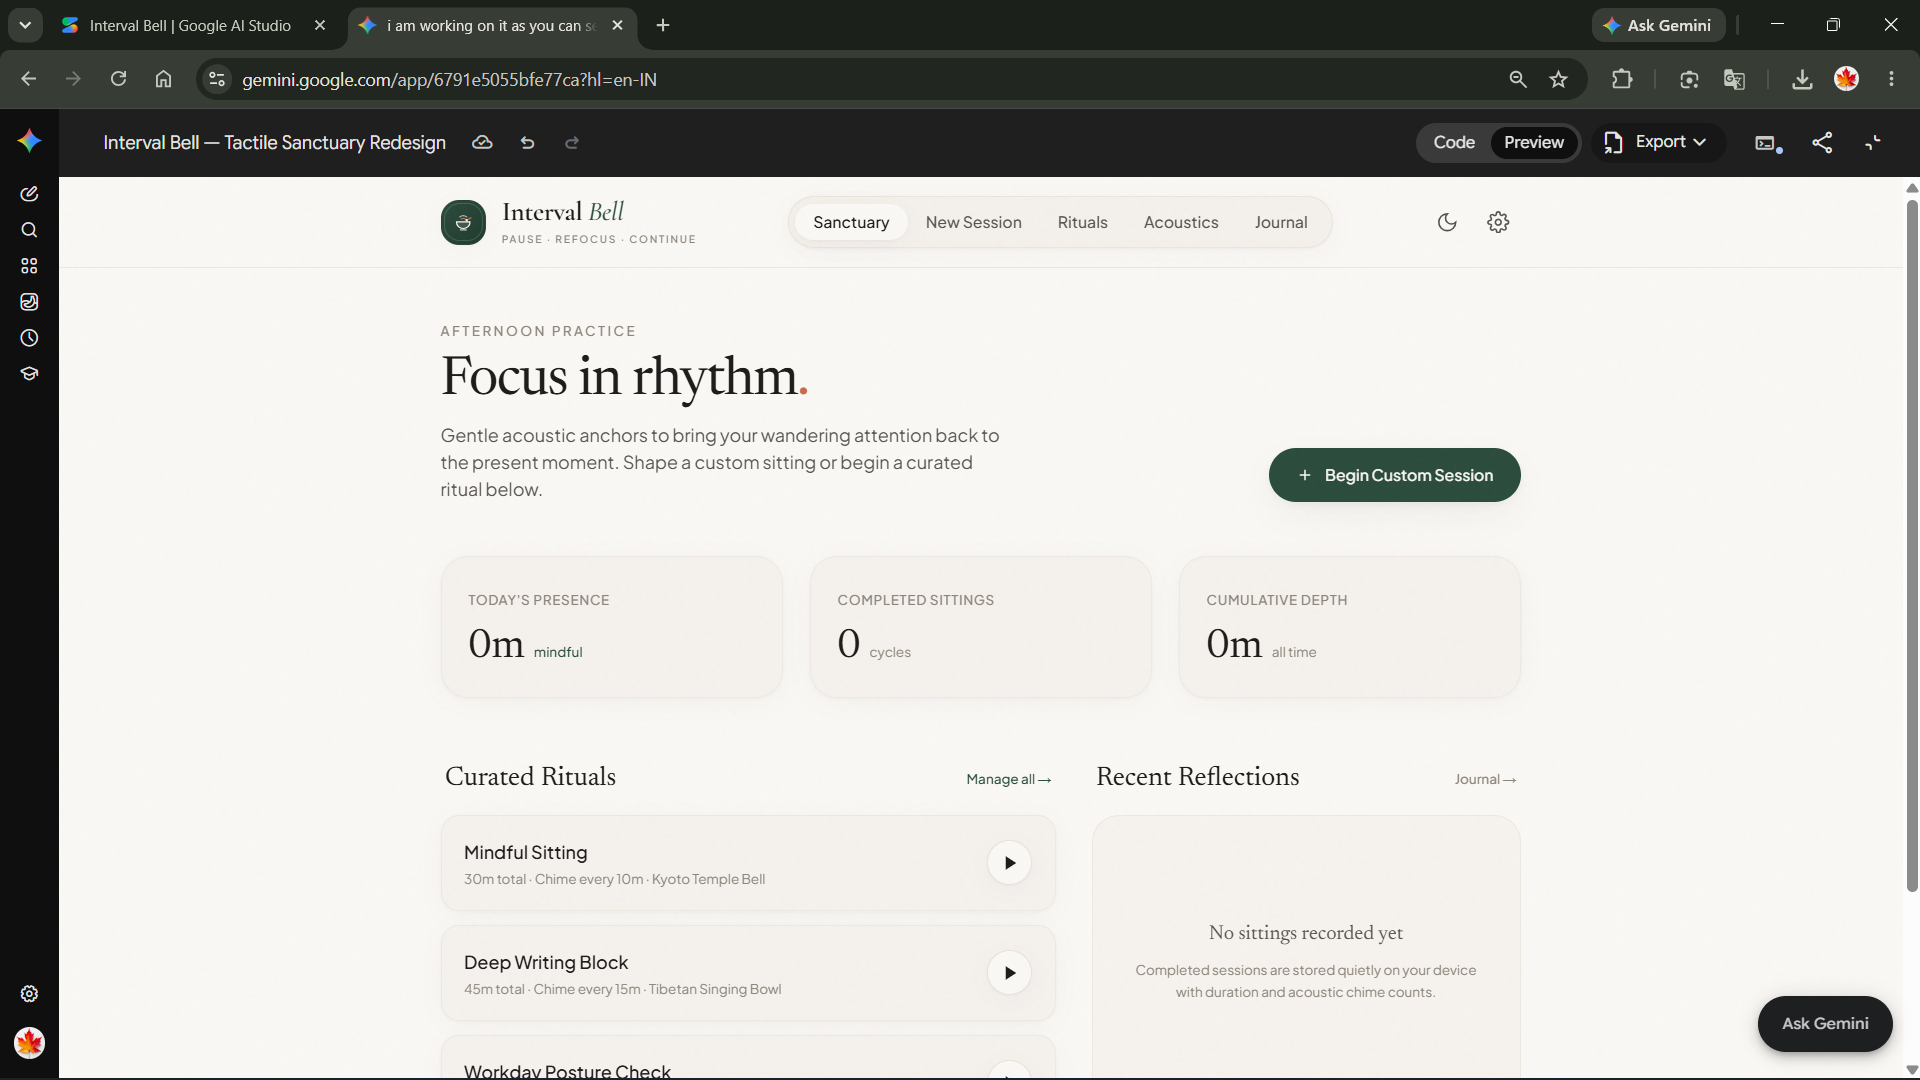 Interval Bell | Google AI Studio
i am working on it as you can se
Ask Gemini
gemini.google.com/app/6791e5055bfe77ca?hl=en-IN
Interval Bell — Tactile Sanctuary Redesign
Code
Preview
Export
Interval Bell
PAUSE · REFOCUS · CONTINUE
Sanctuary
New Session
Rituals
Acoustics
Journal
AFTERNOON PRACTICE
Focus in rhythm.
Gentle acoustic anchors to bring your wandering attention back to
the present moment. Shape a custom sitting or begin a curated
ritual below.
+ Begin Custom Session
TODAY'S PRESENCE
0m mindful
COMPLETED SITTINGS
0 cycles
CUMULATIVE DEPTH
0m all time
Curated Rituals
Manage all →
Mindful Sitting
30m total · Chime every 10m · Kyoto Temple Bell
Deep Writing Block
45m total · Chime every 15m · Tibetan Singing Bowl
Workday Posture Check
Recent Reflections
Journal →
No sittings recorded yet
Completed sessions are stored quietly on your device
with duration and acoustic chime counts.
Ask Gemini